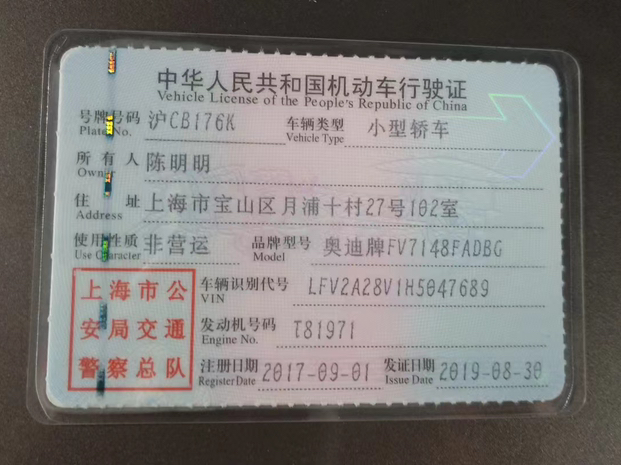 中华人民共和国机动车行驶证
Vehicle License of the People's Republic of China
号牌号码 沪CB176K 车辆类型 小型轿车
Plate No. Vehicle Type
所有人 陈明明
Owner
住址 上海市宝山区月浦十村27号102室
Address
使用性质 非营运 品牌型号 奥迪牌FV7148FADBG
Use Character Model
上海市公安局交通警察总队
车辆识别代号 LFV2A28V1H5047689
VIN
发动机号码 T81971
Engine No.
注册日期 2017-09-01 发证日期 2019-08-30
Register Date Issue Date